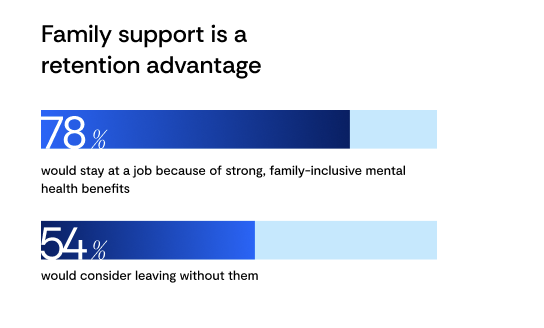 Family support is a
retention advantage
78 %
would stay at a job because of strong, family-inclusive mental
health benefits
54 %
would consider leaving without them